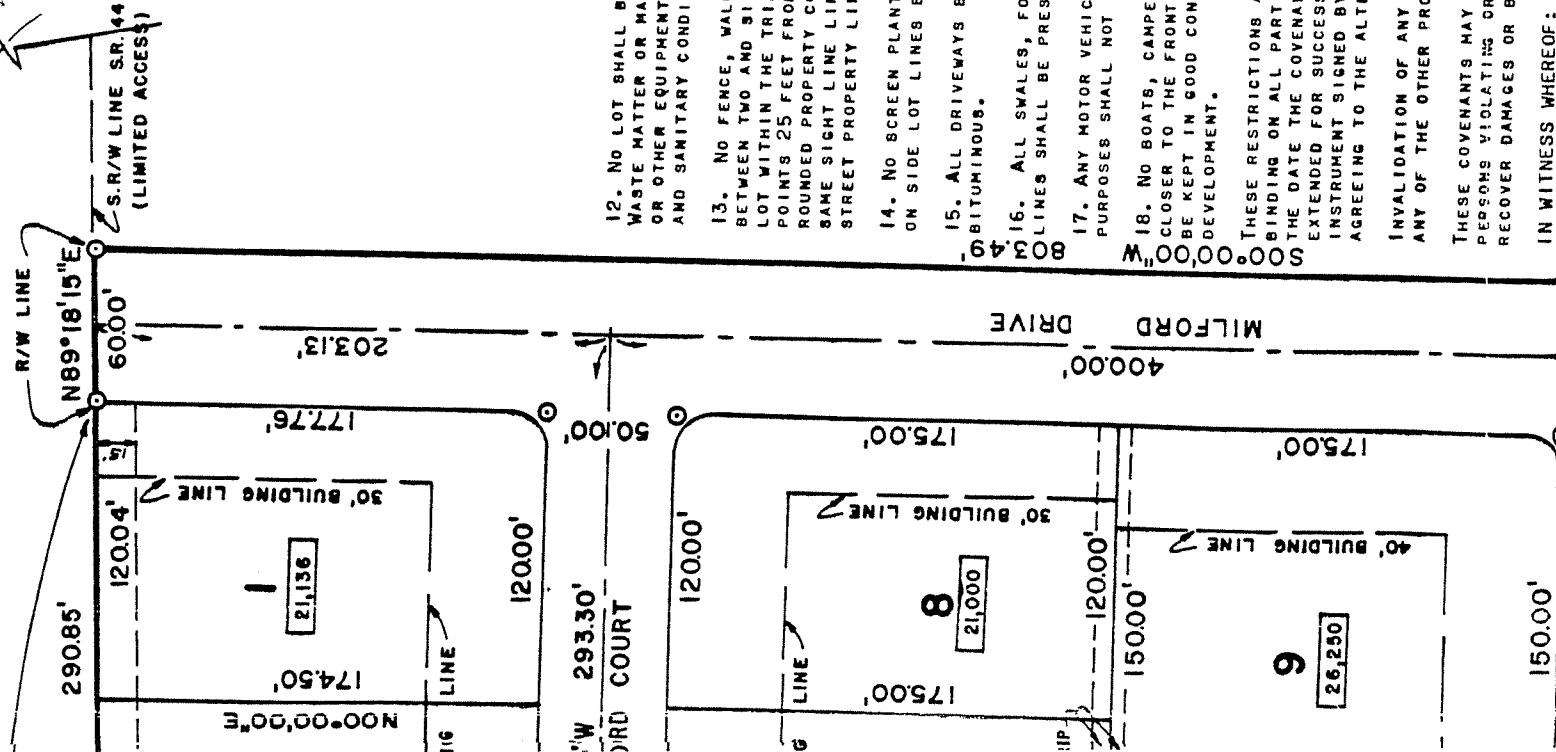 S.R/W LINE S.R. 44
(LIMITED ACCESS)
R/W LINE
N89°18'15"E
60.00'
203.13'
177.76'
15'
30' BUILDING LINE
120.04'
290.85'
1
21,136
174.50'
N00°00'00"E
LINE
120.00'
50.00'
293.30'
COURT
120.00'
175.00'
30' BUILDING LINE
8
21,000
LINE
175.00'
120.00'
150.00'
175.00'
40' BUILDING LINE
9
26,250
150.00'
MILFORD DRIVE
400.00'
803.49'
S00°00'00"W
12. NO LOT SHALL B
WASTE MATTER OR MA
OR OTHER EQUIPMENT
AND SANITARY CONDI
13. NO FENCE, WAL
BETWEEN TWO AND SI
LOT WITHIN THE TRIA
POINTS 25 FEET FROM
ROUNDED PROPERTY CO
SAME SIGHT LINE LIM
STREET PROPERTY LI
14. NO SCREEN PLANT
ON SIDE LOT LINES B
15. ALL DRIVEWAYS B
BITUMINOUS.
16. ALL SWALES, FO
LINES SHALL BE PRES
17. ANY MOTOR VEHIC
PURPOSES SHALL NOT
18. NO BOATS, CAMPE
CLOSER TO THE FRONT
BE KEPT IN GOOD CON
DEVELOPMENT.
THESE RESTRICTIONS A
BINDING ON ALL PART
THE DATE THE COVENA
EXTENDED FOR SUCCESS
INSTRUMENT SIGNED BY
AGREEING TO THE ALTE
INVALIDATION OF ANY
ANY OF THE OTHER PRO
THESE COVENANTS MAY
PERSONS VIOLATING OR
RECOVER DAMAGES OR B
IN WITNESS WHEREOF: